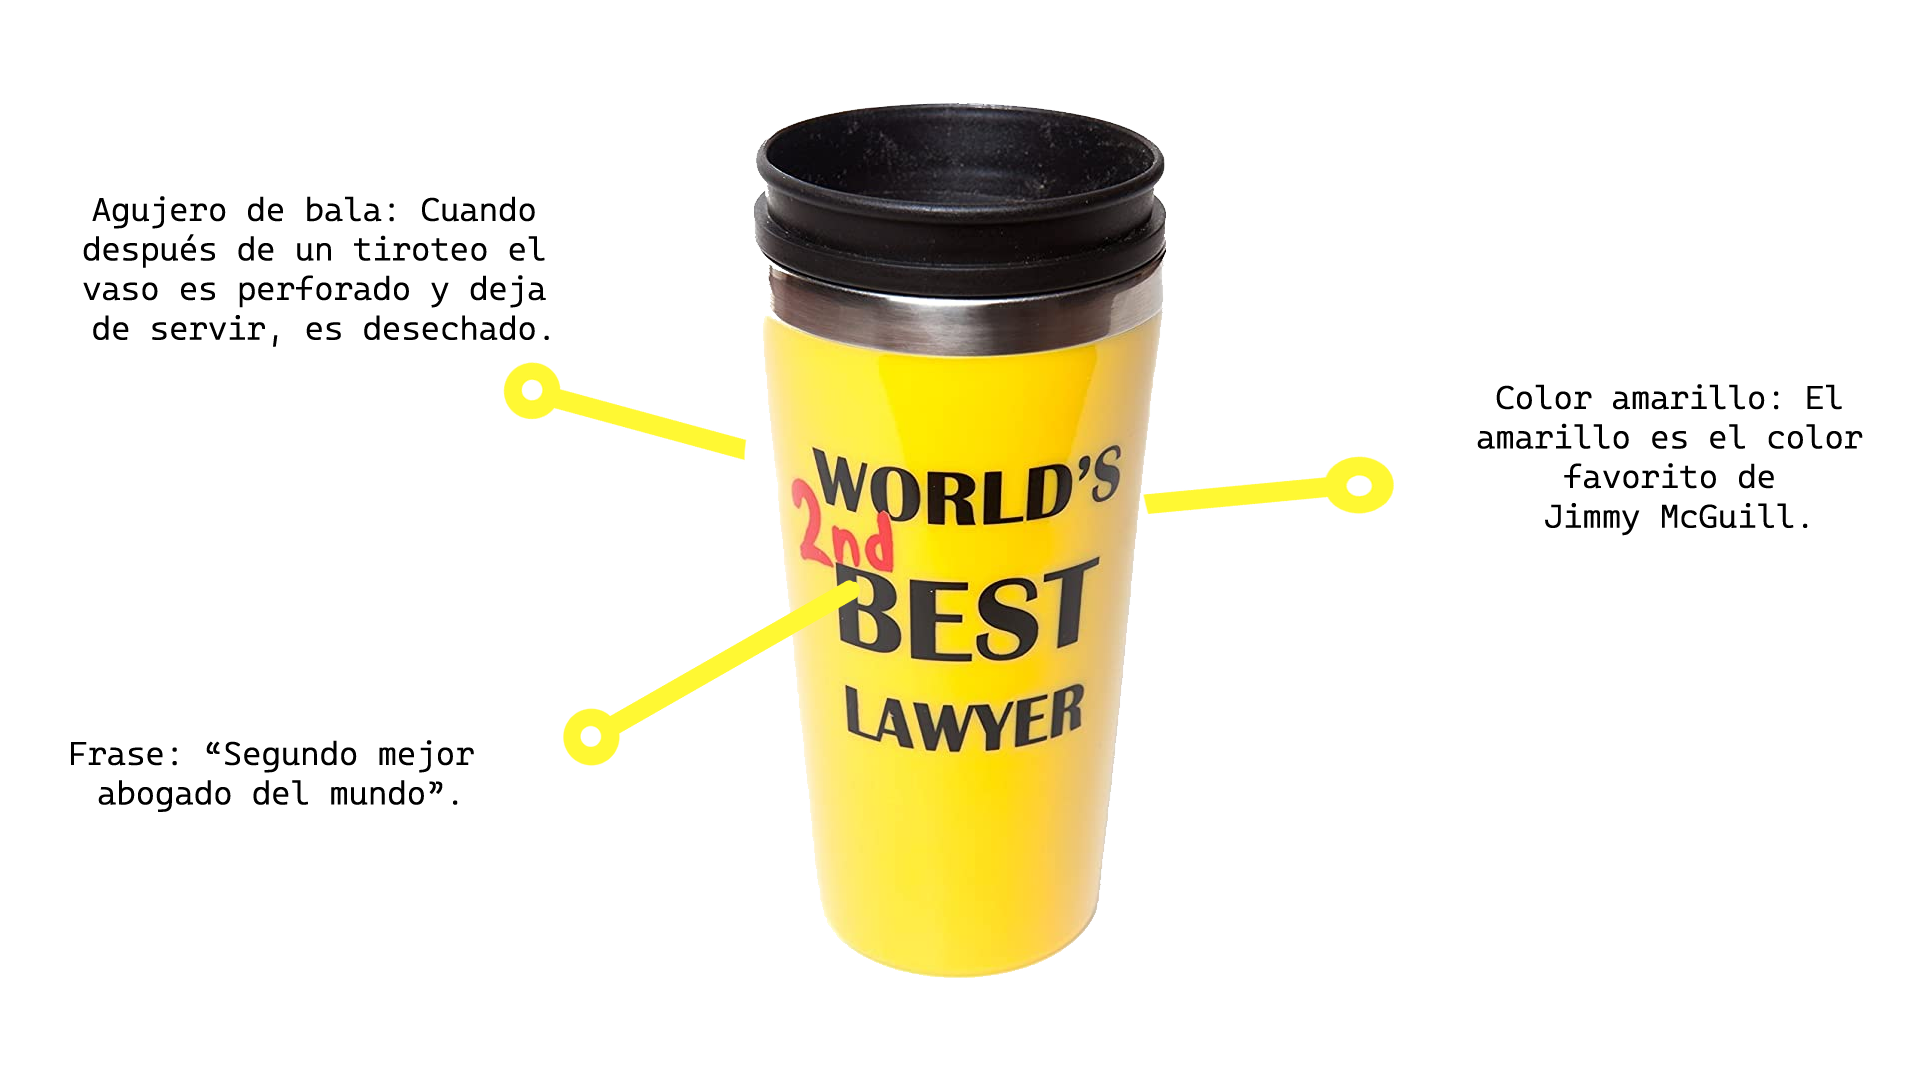 Agujero de bala: Cuando
después de un tiroteo el
vaso es perforado y deja
de servir, es desechado.
Color amarillo: El
amarillo es el color
favorito de
Jimmy McGuill.
WORLD'S
2nd
BEST
LAWYER
Frase: “Segundo mejor
abogado del mundo”.